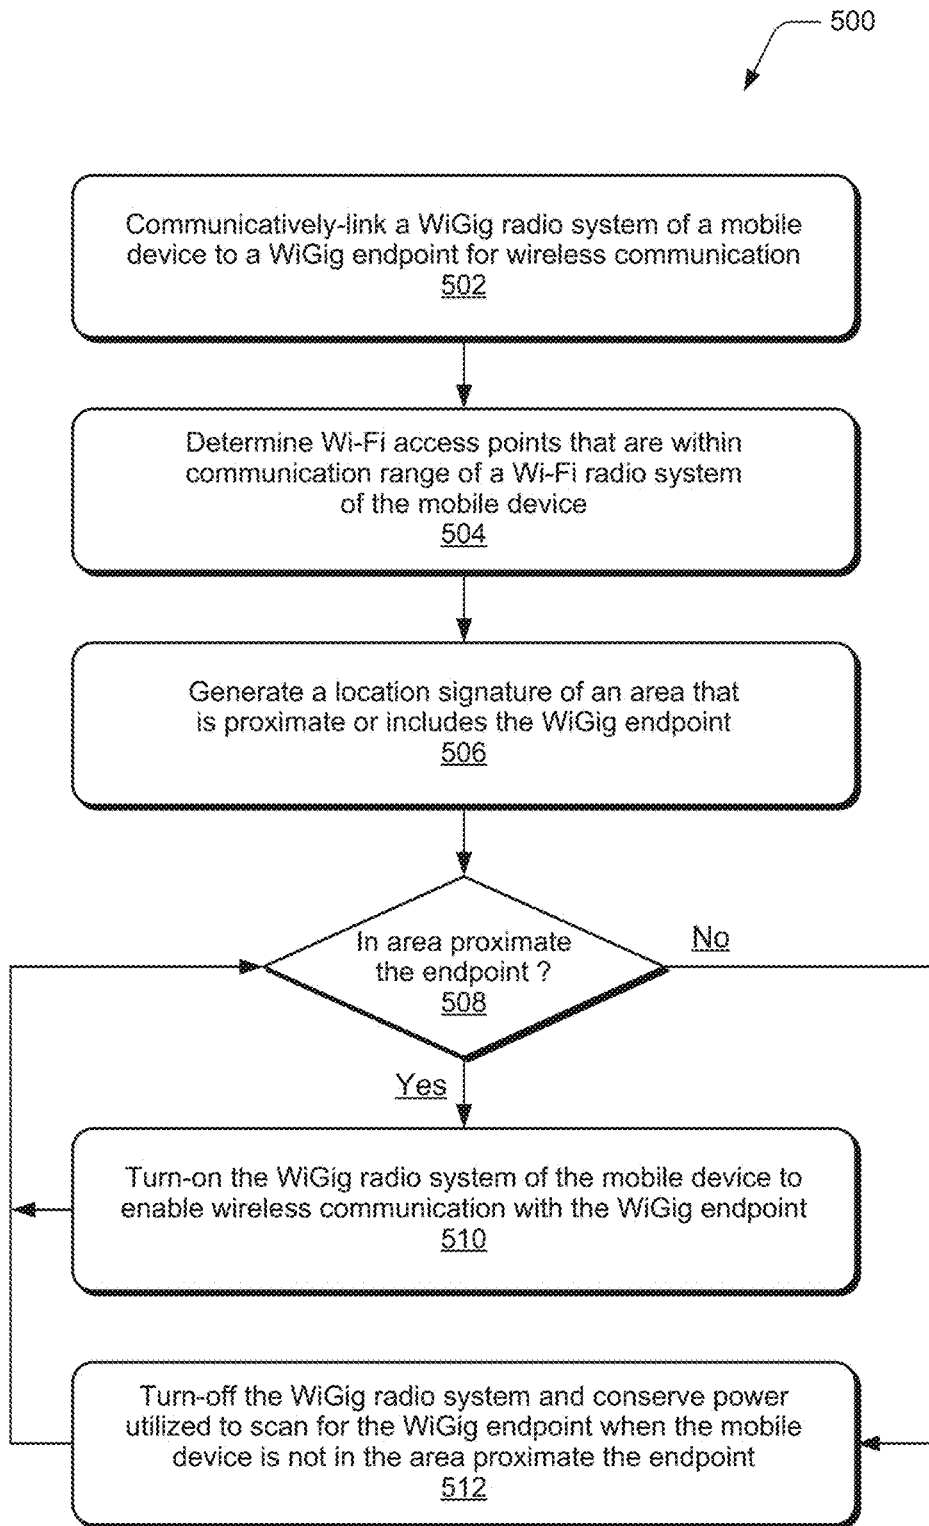 500
Communicatively-link a WiGig radio system of a mobile
device to a WiGig endpoint for wireless communication
502
Determine Wi-Fi access points that are within
communication range of a Wi-Fi radio system
of the mobile device
504
Generate a location signature of an area that
is proximate or includes the WiGig endpoint
506
In area proximate
the endpoint ?
508
No
Yes
Turn-on the WiGig radio system of the mobile device to
enable wireless communication with the WiGig endpoint
510
Turn-off the WiGig radio system and conserve power
utilized to scan for the WiGig endpoint when the mobile
device is not in the area proximate the endpoint
512